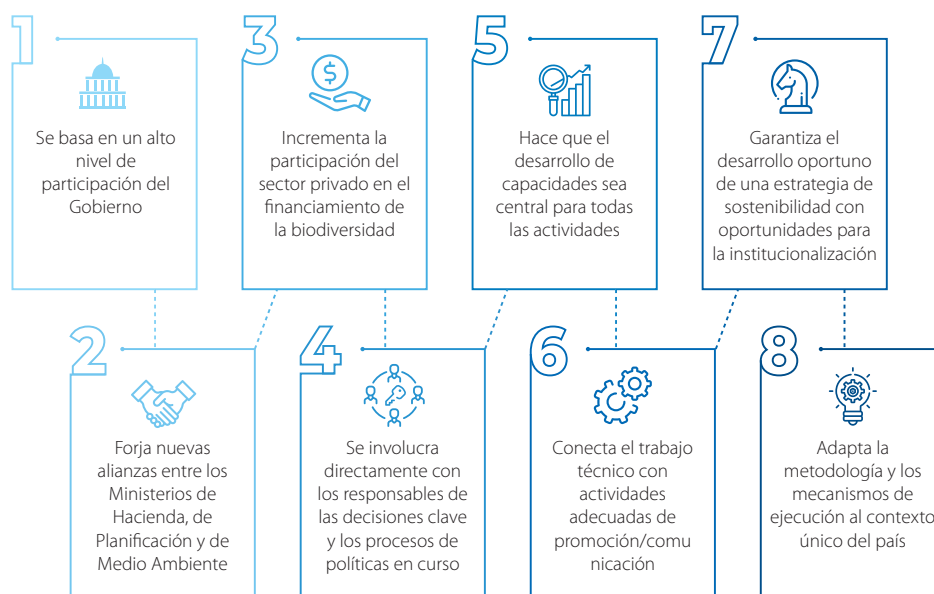 1
Se basa en un alto
nivel de
participación del
Gobierno
2
Forja nuevas
alianzas entre los
Ministerios de
Hacienda, de
Planificación y de
Medio Ambiente
3
Incrementa la
participación del
sector privado en el
financiamiento de
la biodiversidad
4
Se involucra
directamente con
los responsables de
las decisiones clave
y los procesos de
políticas en curso
5
Hace que el
desarrollo de
capacidades sea
central para todas
las actividades
6
Conecta el trabajo
técnico con
actividades
adecuadas de
promoción/comu
nicación
7
Garantiza el
desarrollo oportuno
de una estrategia de
sostenibilidad con
oportunidades para
la institucionalización
8
Adapta la
metodología y los
mecanismos de
ejecución al contexto
único del país